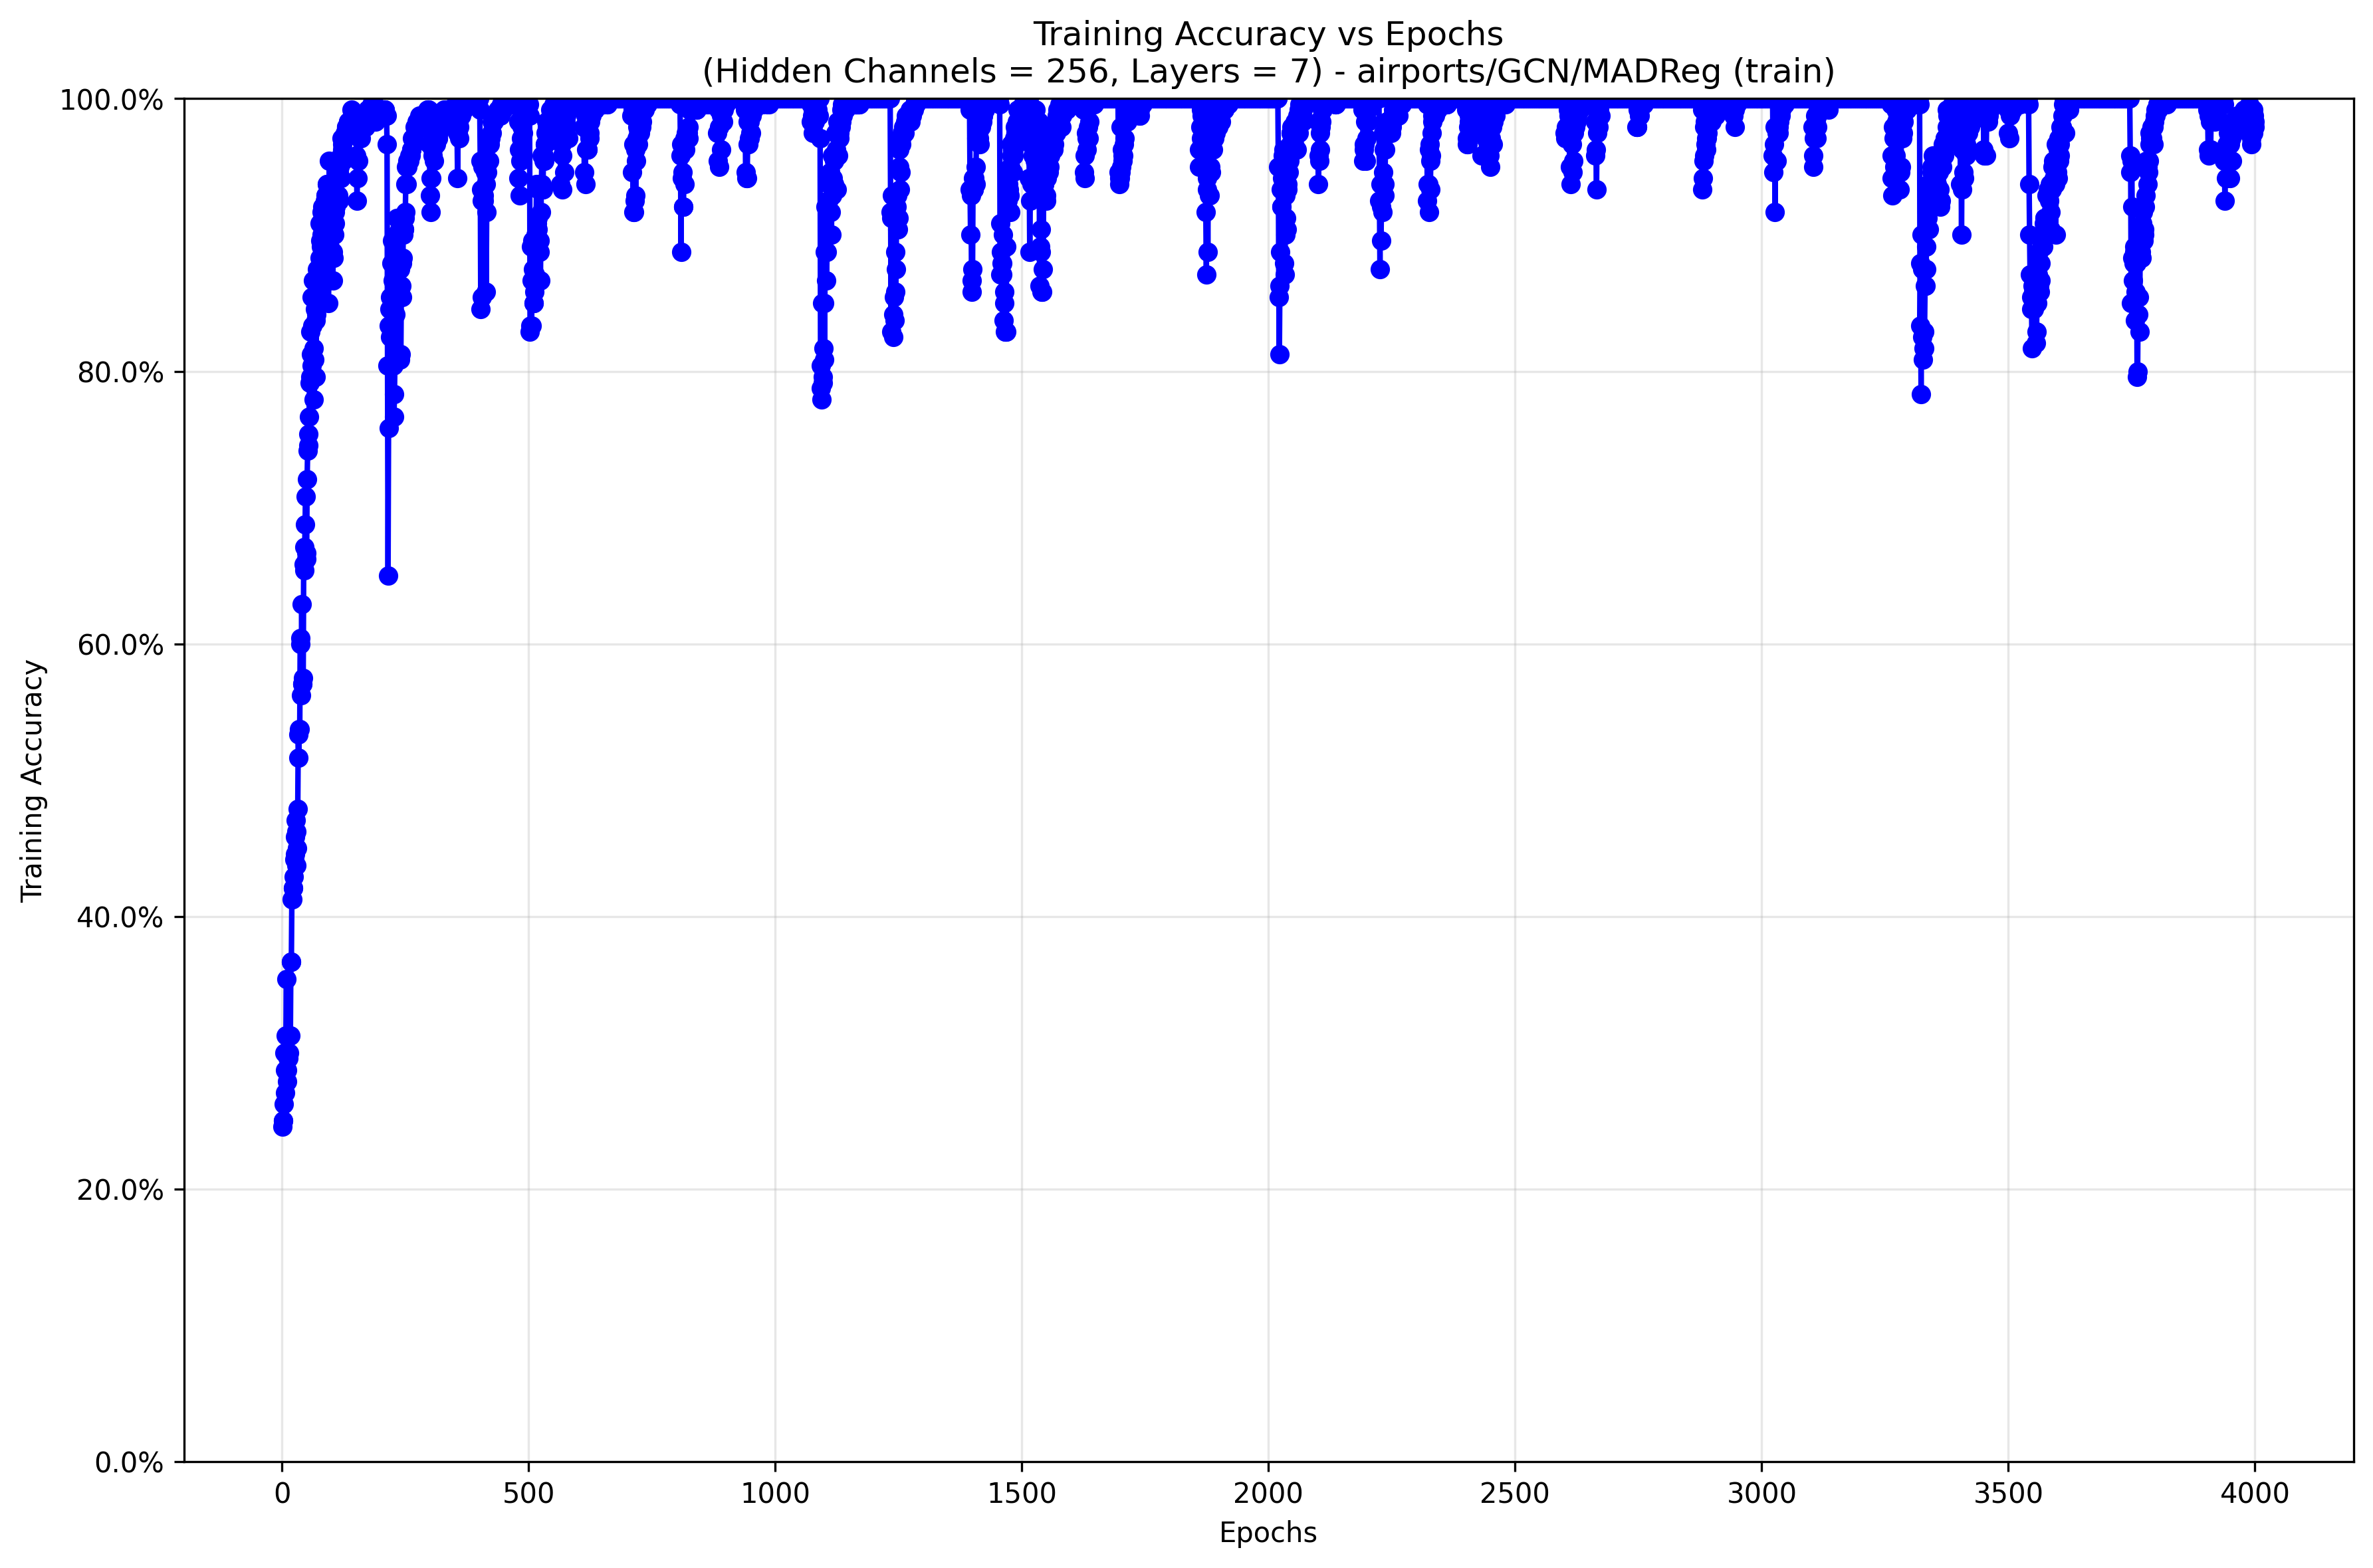 Training Accuracy vs Epochs
(Hidden Channels = 256, Layers = 7) - airports/GCN/MADReg (train)
100.0%
80.0%
60.0%
40.0%
20.0%
0.0%
Training Accuracy
0 500 1000 1500 2000 2500 3000 3500 4000
Epochs